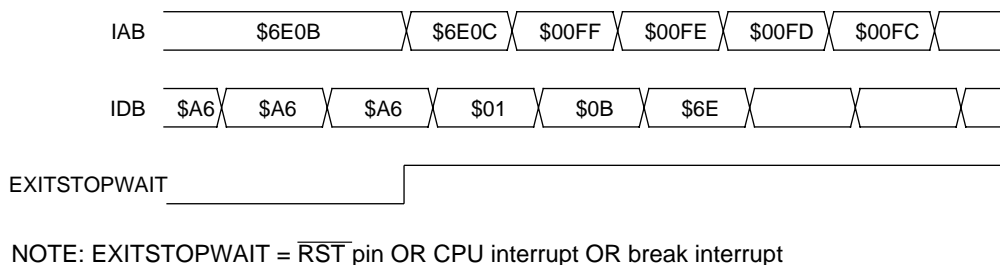 IAB $6E0B $6E0C $00FF $00FE $00FD $00FC
IDB $A6 $A6 $A6 $01 $0B $6E
EXITSTOPWAIT
NOTE: EXITSTOPWAIT = RST pin OR CPU interrupt OR break interrupt